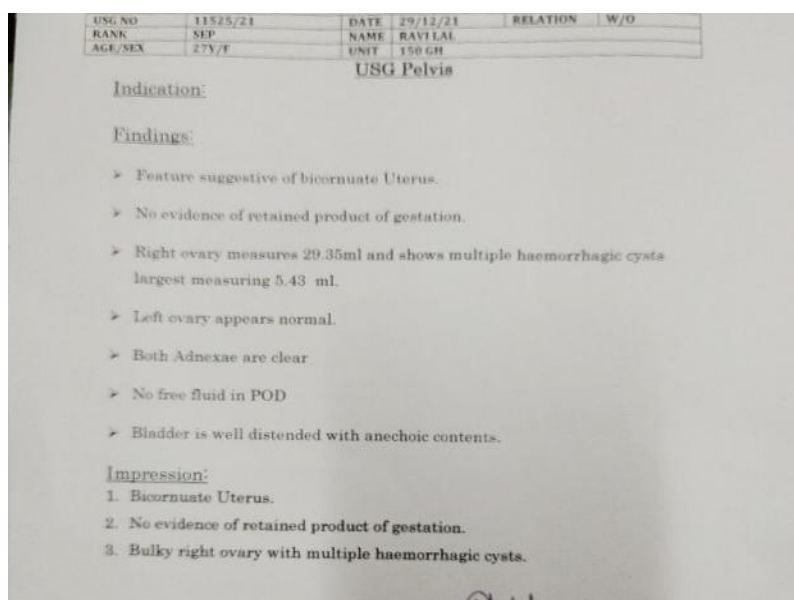 USG NO 11525/21 DATE 29/12/21 RELATION W/O
RANK SEP NAME RAVI LAL
AGE/SEX 27Y/F UNIT 150 GH
USG Pelvis
Indication:
Findings:
➢ Feature suggestive of bicornuate Uterus.
➢ No evidence of retained product of gestation.
➢ Right ovary measures 29.35ml and shows multiple haemorrhagic cysts
largest measuring 5.43 ml.
➢ Left ovary appears normal.
➢ Both Adnexae are clear
➢ No free fluid in POD
➢ Bladder is well distended with anechoic contents.
Impression:
1. Bicornuate Uterus.
2. No evidence of retained product of gestation.
3. Bulky right ovary with multiple haemorrhagic cysts.